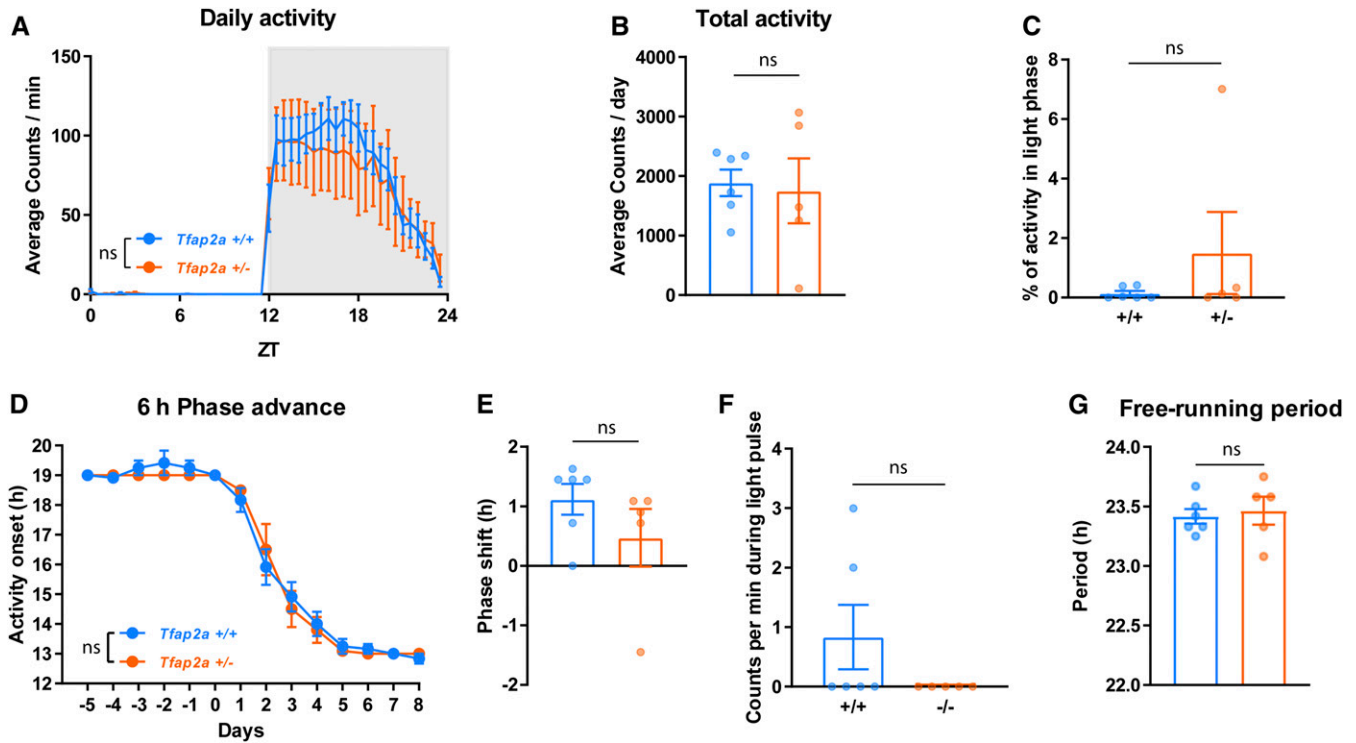 A
Daily activity
Average Counts / min
150
100
50
0
ns
Tfap2a +/+
Tfap2a +/-
0
6
12
18
24
ZT
B
Total activity
Average Counts / day
4000
3000
2000
1000
0
ns
C
% of activity in light phase
8
6
4
2
0
ns
+/+
+/-
D
6 h Phase advance
Activity onset (h)
20
19
18
17
16
15
14
13
12
ns
Tfap2a +/+
Tfap2a +/-
-5 -4 -3 -2 -1 0 1 2 3 4 5 6 7 8
Days
E
Phase shift (h)
2
1
0
-1
-2
ns
F
Counts per min during light pulse
4
3
2
1
0
ns
+/+
-/-
G
Free-running period
Period (h)
24.0
23.5
23.0
22.5
22.0
ns